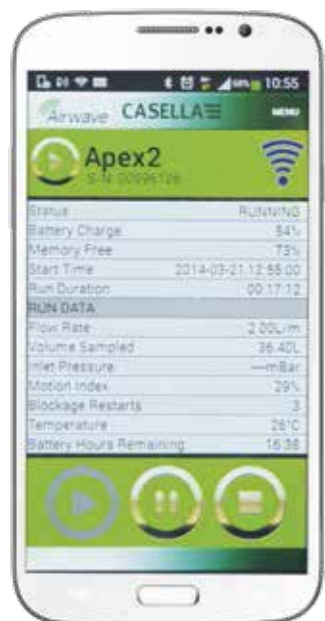 10:55
Airwave CASELLA MENU
Apex2
Status RUNNING
Battery Charge 84%
Memory Free 73%
Start Time 2014-03-21 12:55:00
Run Duration 00:17:12
RUN DATA
Flow Rate 2.00L/m
Volume Sampled 36.40L
Inlet Pressure ---mBar
Motion Index 29%
Blockage Restarts 3
Temperature 26°C
Battery Hours Remaining 16:38